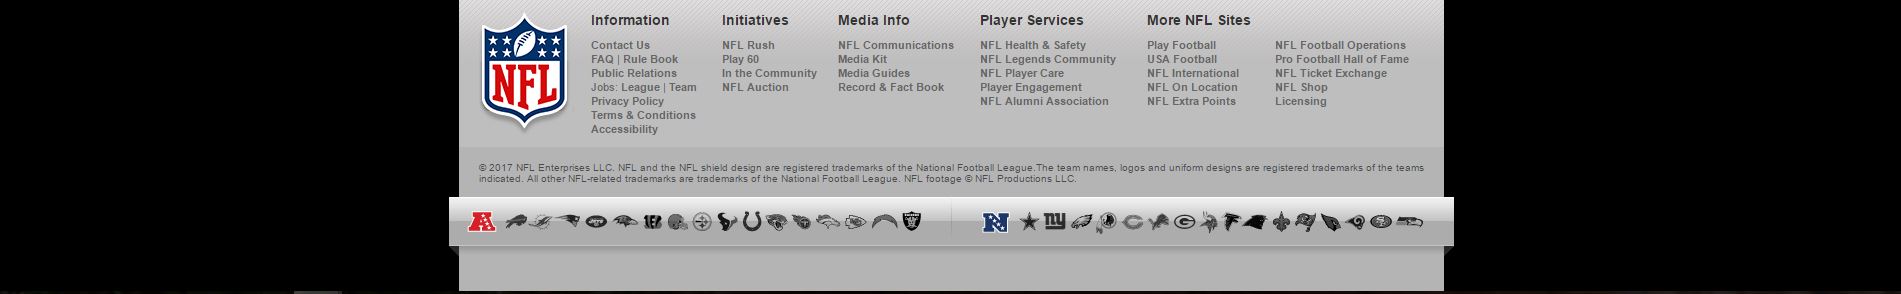 NFL
Information
Contact Us
FAQ | Rule Book
Public Relations
Jobs: League | Team
Privacy Policy
Terms & Conditions
Accessibility
Initiatives
NFL Rush
Play 60
In the Community
NFL Auction
Media Info
NFL Communications
Media Kit
Media Guides
Record & Fact Book
Player Services
NFL Health & Safety
NFL Legends Community
NFL Player Care
Player Engagement
NFL Alumni Association
More NFL Sites
Play Football
USA Football
NFL International
NFL On Location
NFL Extra Points
NFL Football Operations
Pro Football Hall of Fame
NFL Ticket Exchange
NFL Shop
Licensing
© 2017 NFL Enterprises LLC. NFL and the NFL shield design are registered trademarks of the National Football League.The team names, logos and uniform designs are registered trademarks of the teams
indicated. All other NFL-related trademarks are trademarks of the National Football League. NFL footage © NFL Productions LLC.
A N